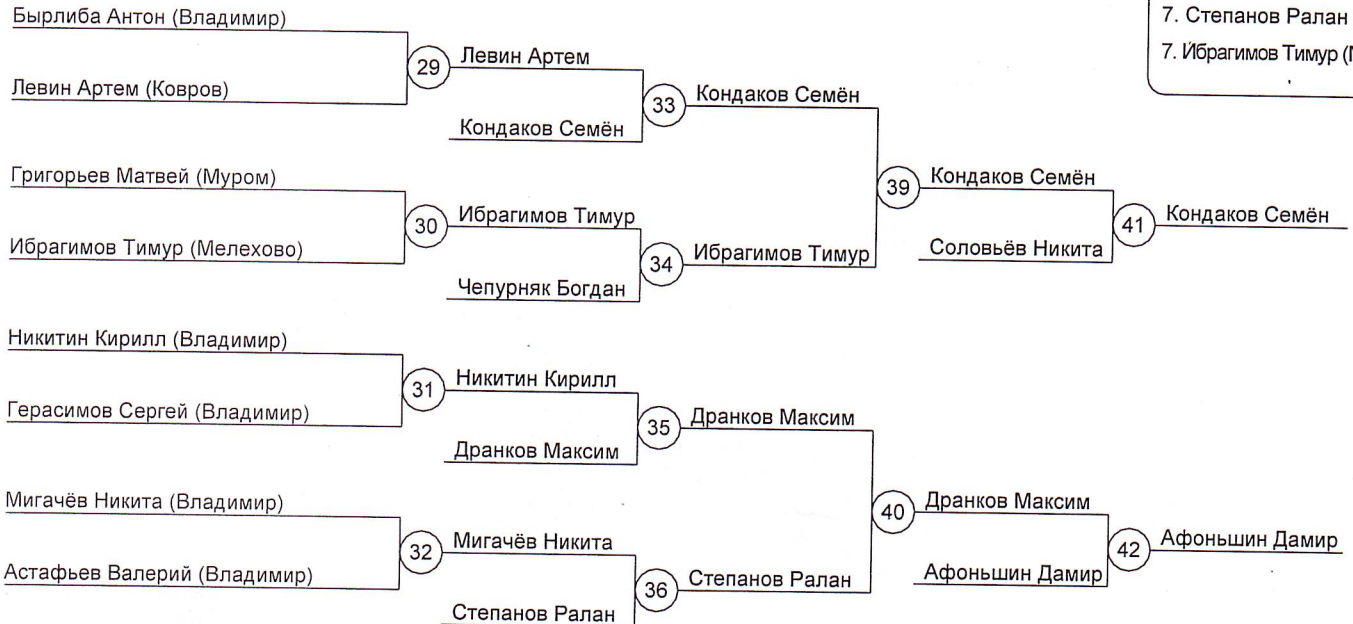 Бырлиба Антон (Владимир)
7. Степанов Ралан
7. Ибрагимов Тимур
29
Левин Артем
Левин Артем (Ковров)
33
Кондаков Семён
Кондаков Семён
Григорьев Матвей (Муром)
39
Кондаков Семён
30
Ибрагимов Тимур
41
Кондаков Семён
Ибрагимов Тимур (Мелехово)
34
Ибрагимов Тимур
Соловьёв Никита
Чепурняк Богдан
Никитин Кирилл (Владимир)
31
Никитин Кирилл
Герасимов Сергей (Владимир)
35
Дранков Максим
Дранков Максим
Мигачёв Никита (Владимир)
40
Дранков Максим
32
Мигачёв Никита
42
Афоньшин Дамир
Астафьев Валерий (Владимир)
36
Степанов Ралан
Афоньшин Дамир
Степанов Ралан